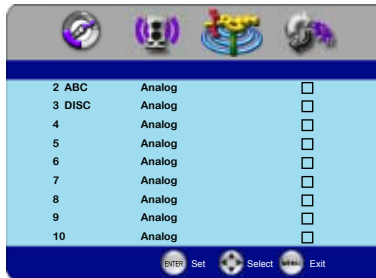 2 ABC Analog
3 DISC Analog
4 Analog
5 Analog
6 Analog
7 Analog
8 Analog
9 Analog
10 Analog
ENTER Set Select MENU Exit